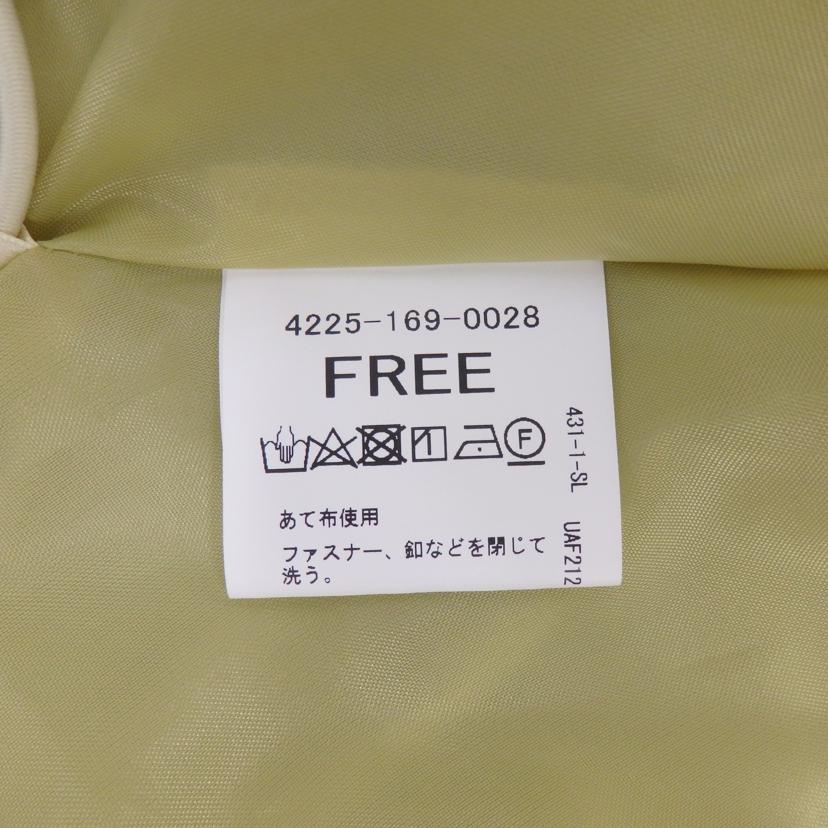 4225-169-0028
FREE
F
あて布使用
ファスナー、釦などを閉じて
洗う。
431-1-SL UAF212